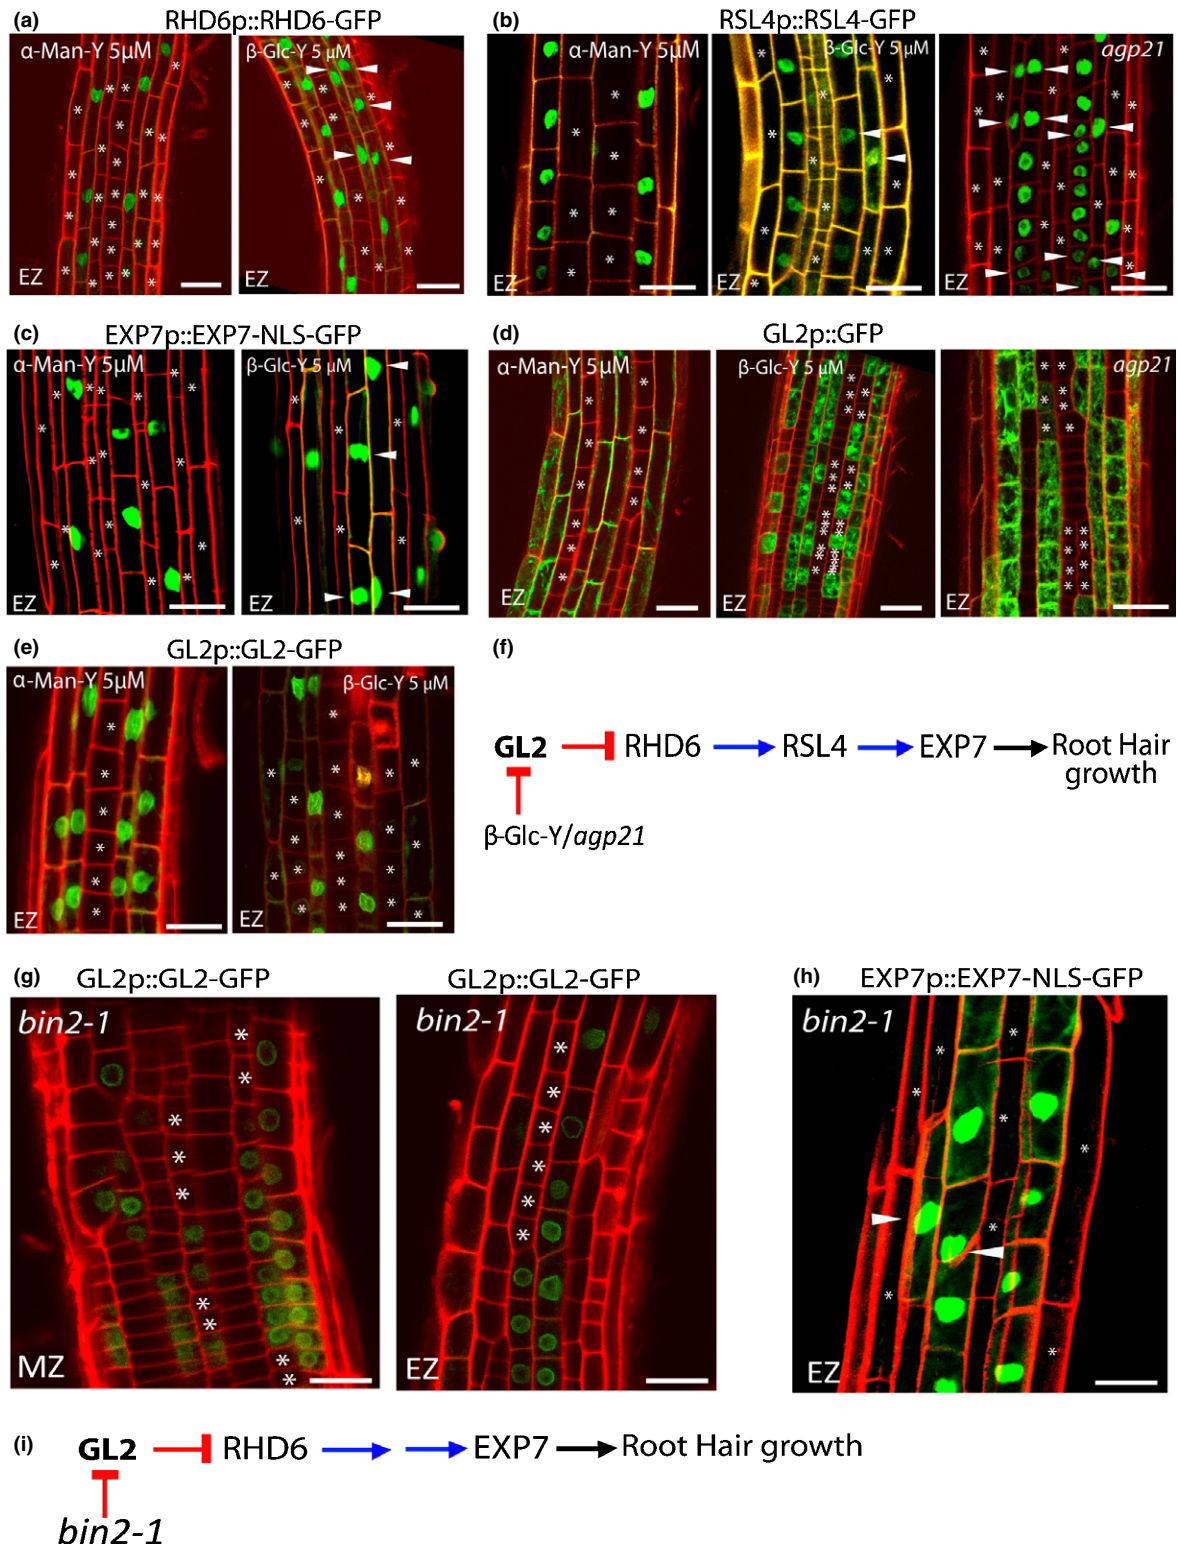 (a) RHD6p::RHD6-GFP
α-Man-Y 5μM
β-Glc-Y 5 μM
EZ
EZ
(b) RSL4p::RSL4-GFP
α-Man-Y 5μM
β-Glc-Y 5 μM
agp21
EZ
EZ
EZ
(c) EXP7p::EXP7-NLS-GFP
α-Man-Y 5μM
β-Glc-Y 5 μM
EZ
EZ
(d) GL2p::GFP
α-Man-Y 5μM
β-Glc-Y 5 μM
agp21
EZ
EZ
EZ
(e) GL2p::GL2-GFP
α-Man-Y 5μM
β-Glc-Y 5 μM
EZ
EZ
(f)
GL2 RHD6 RSL4 EXP7 Root Hair
growth
β-Glc-Y/agp21
(g) GL2p::GL2-GFP
GL2p::GL2-GFP
bin2-1
bin2-1
MZ
EZ
(h) EXP7p::EXP7-NLS-GFP
bin2-1
EZ
(i) GL2 RHD6 EXP7 Root Hair growth
bin2-1